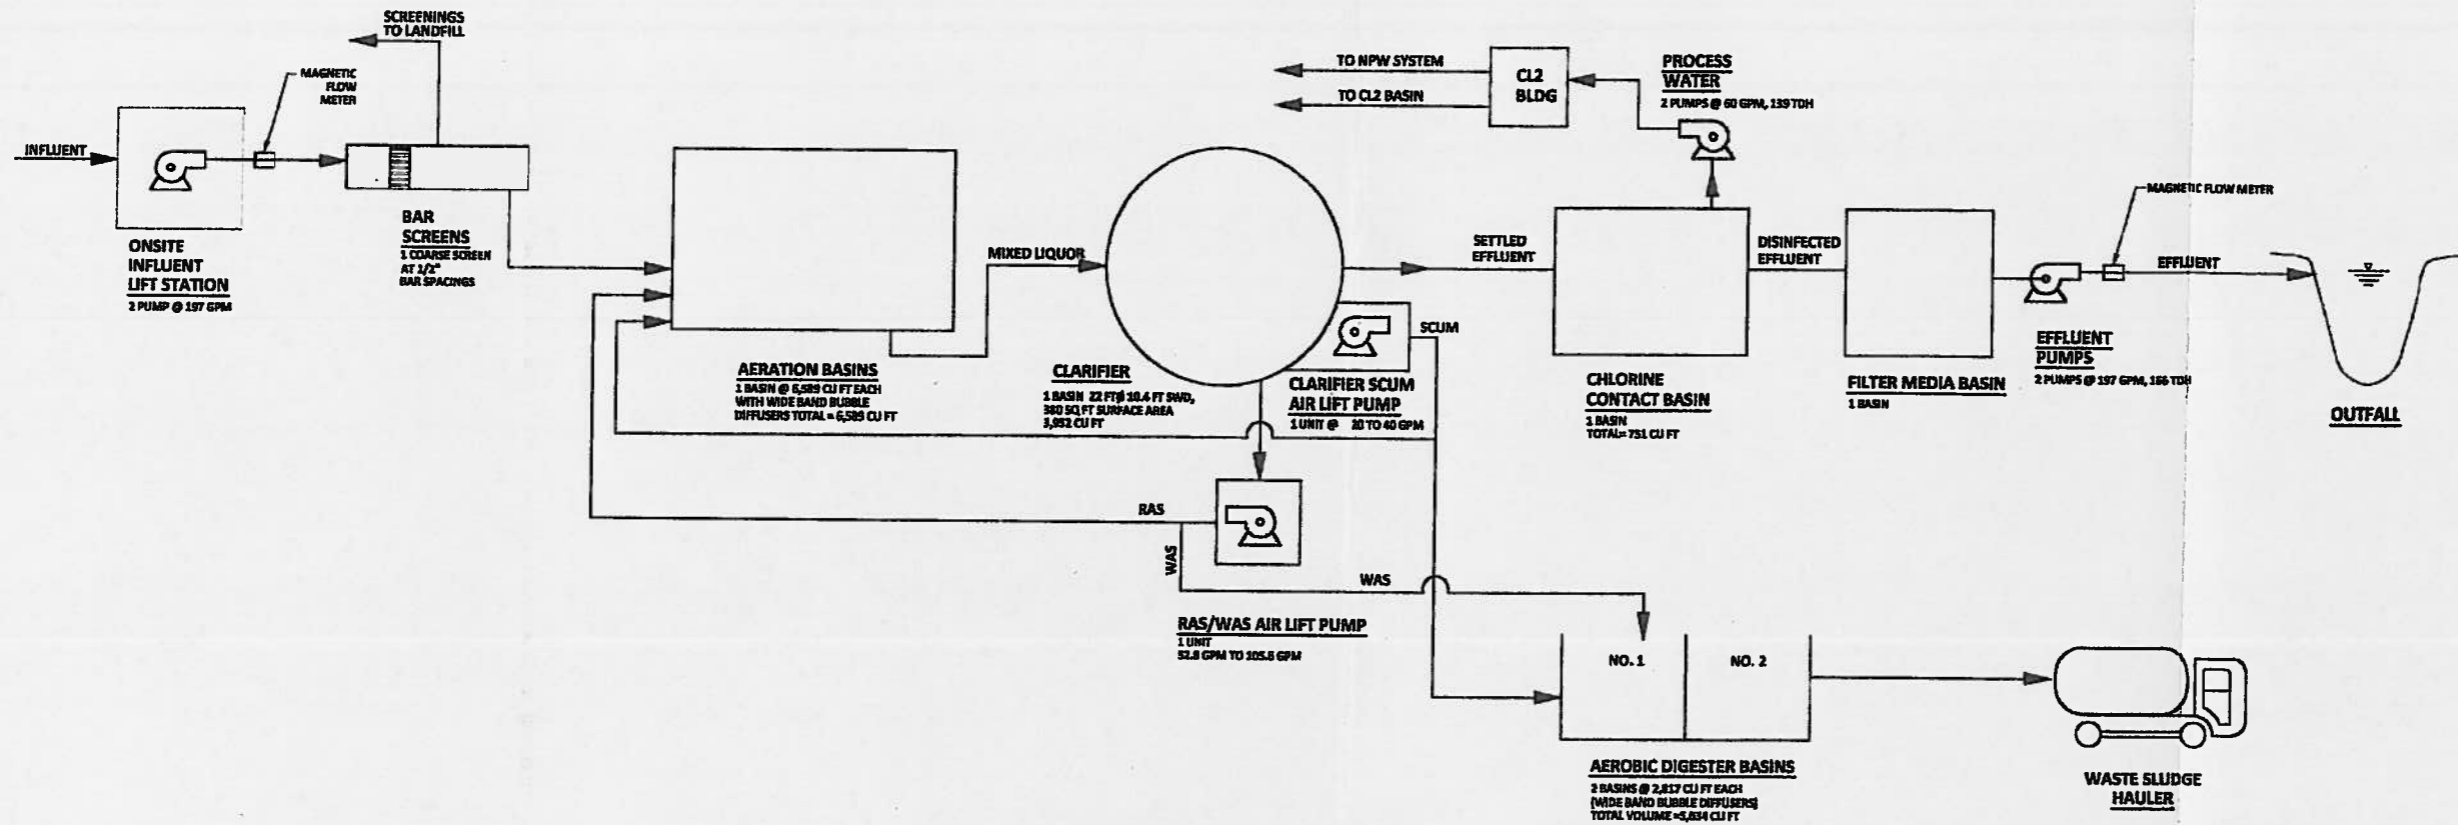 SCREENINGS
TO LANDFILL
MAGNETIC
FLOW
METER
INFLUENT
ONSITE
INFLUENT
LIFT STATION
2 PUMP @ 197 GPM
BAR
SCREENS
1 COARSE SCREEN
AT 1/2"
BAR SPACINGS
AERATION BASINS
1 BASIN @ 6,589 CU FT EACH
WITH WIDE BAND BUBBLE
DIFFUSERS TOTAL = 6,589 CU FT
MIXED LIQUOR
CLARIFIER
1 BASIN 22 FTø 10.4 FT SWD,
380 SQ FT SURFACE AREA
3,952 CU FT
SCUM
CLARIFIER SCUM
AIR LIFT PUMP
1 UNIT @ 20 TO 40 GPM
TO NPW SYSTEM
TO CL2 BASIN
CL2
BLDG
PROCESS
WATER
2 PUMPS @ 60 GPM, 139 TDH
SETTLED
EFFLUENT
CHLORINE
CONTACT BASIN
1 BASIN
TOTAL= 751 CU FT
DISINFECTED
EFFLUENT
FILTER MEDIA BASIN
1 BASIN
MAGNETIC FLOW METER
EFFLUENT
EFFLUENT
PUMPS
2 PUMPS @ 197 GPM, 166 TDH
OUTFALL
RAS
WAS
WAS
RAS/WAS AIR LIFT PUMP
1 UNIT
52.8 GPM TO 105.6 GPM
NO. 1
NO. 2
AEROBIC DIGESTER BASINS
2 BASINS @ 2,817 CU FT EACH
(WIDE BAND BUBBLE DIFFUSERS)
TOTAL VOLUME =5,634 CU FT
WASTE SLUDGE
HAULER